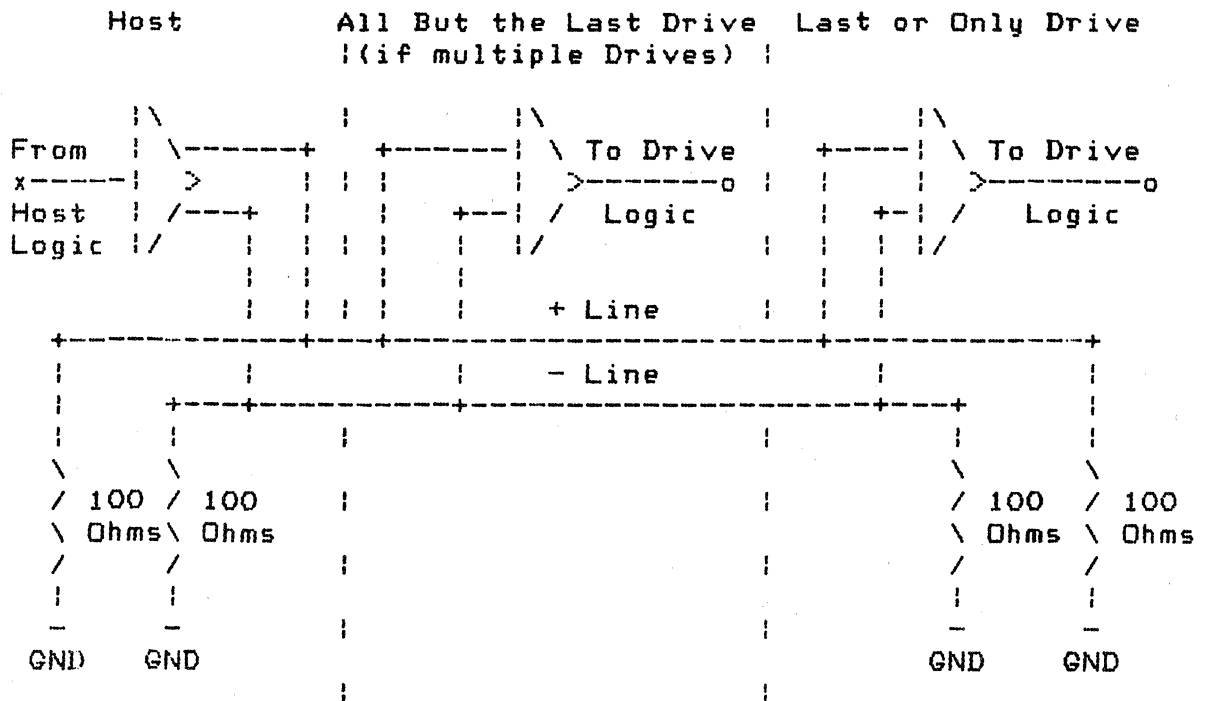 Host All But the Last Drive Last or Only Drive
(if multiple Drives)
From To Drive To Drive
x o o
Host Logic Logic
Logic
+ Line
- Line
100 100 100 100
Ohms Ohms Ohms Ohms
GND GND GND GND